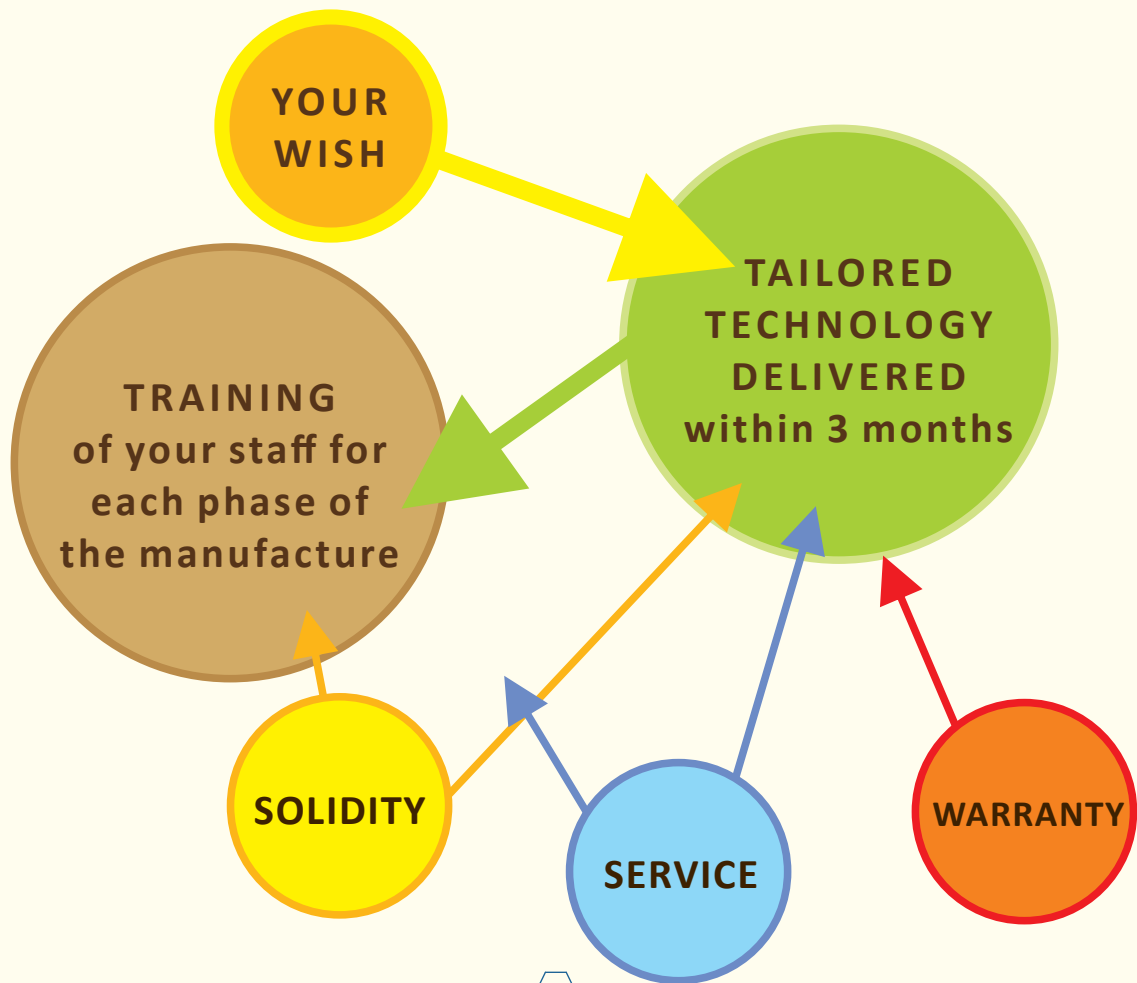 YOUR
WISH
TAILORED
TECHNOLOGY
DELIVERED
within 3 months
TRAINING
of your staff for
each phase of
the manufacture
SOLIDITY
SERVICE
WARRANTY